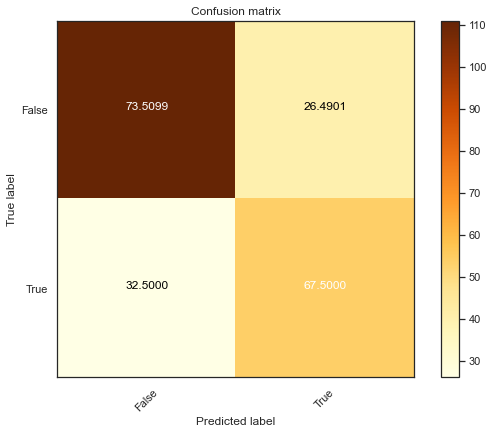 Confusion matrix
True label
False
73.5099
26.4901
True
32.5000
67.5000
False
True
Predicted label
110
100
90
80
70
60
50
40
30